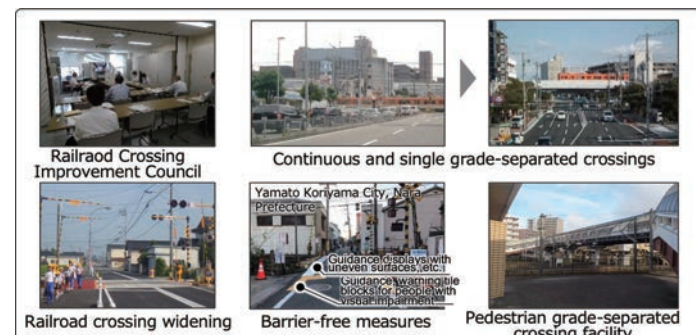 Railraod Crossing
Improvement Council
Continuous and single grade-separated crossings
Yamato Koriyama City, Nara
Prefecture
Guidance displays with
uneven surfaces, etc.
Guidance/warning tile
blocks for people with
visual impairment
Railroad crossing widening
Barrier-free measures
Pedestrian grade-separated
crossing facility